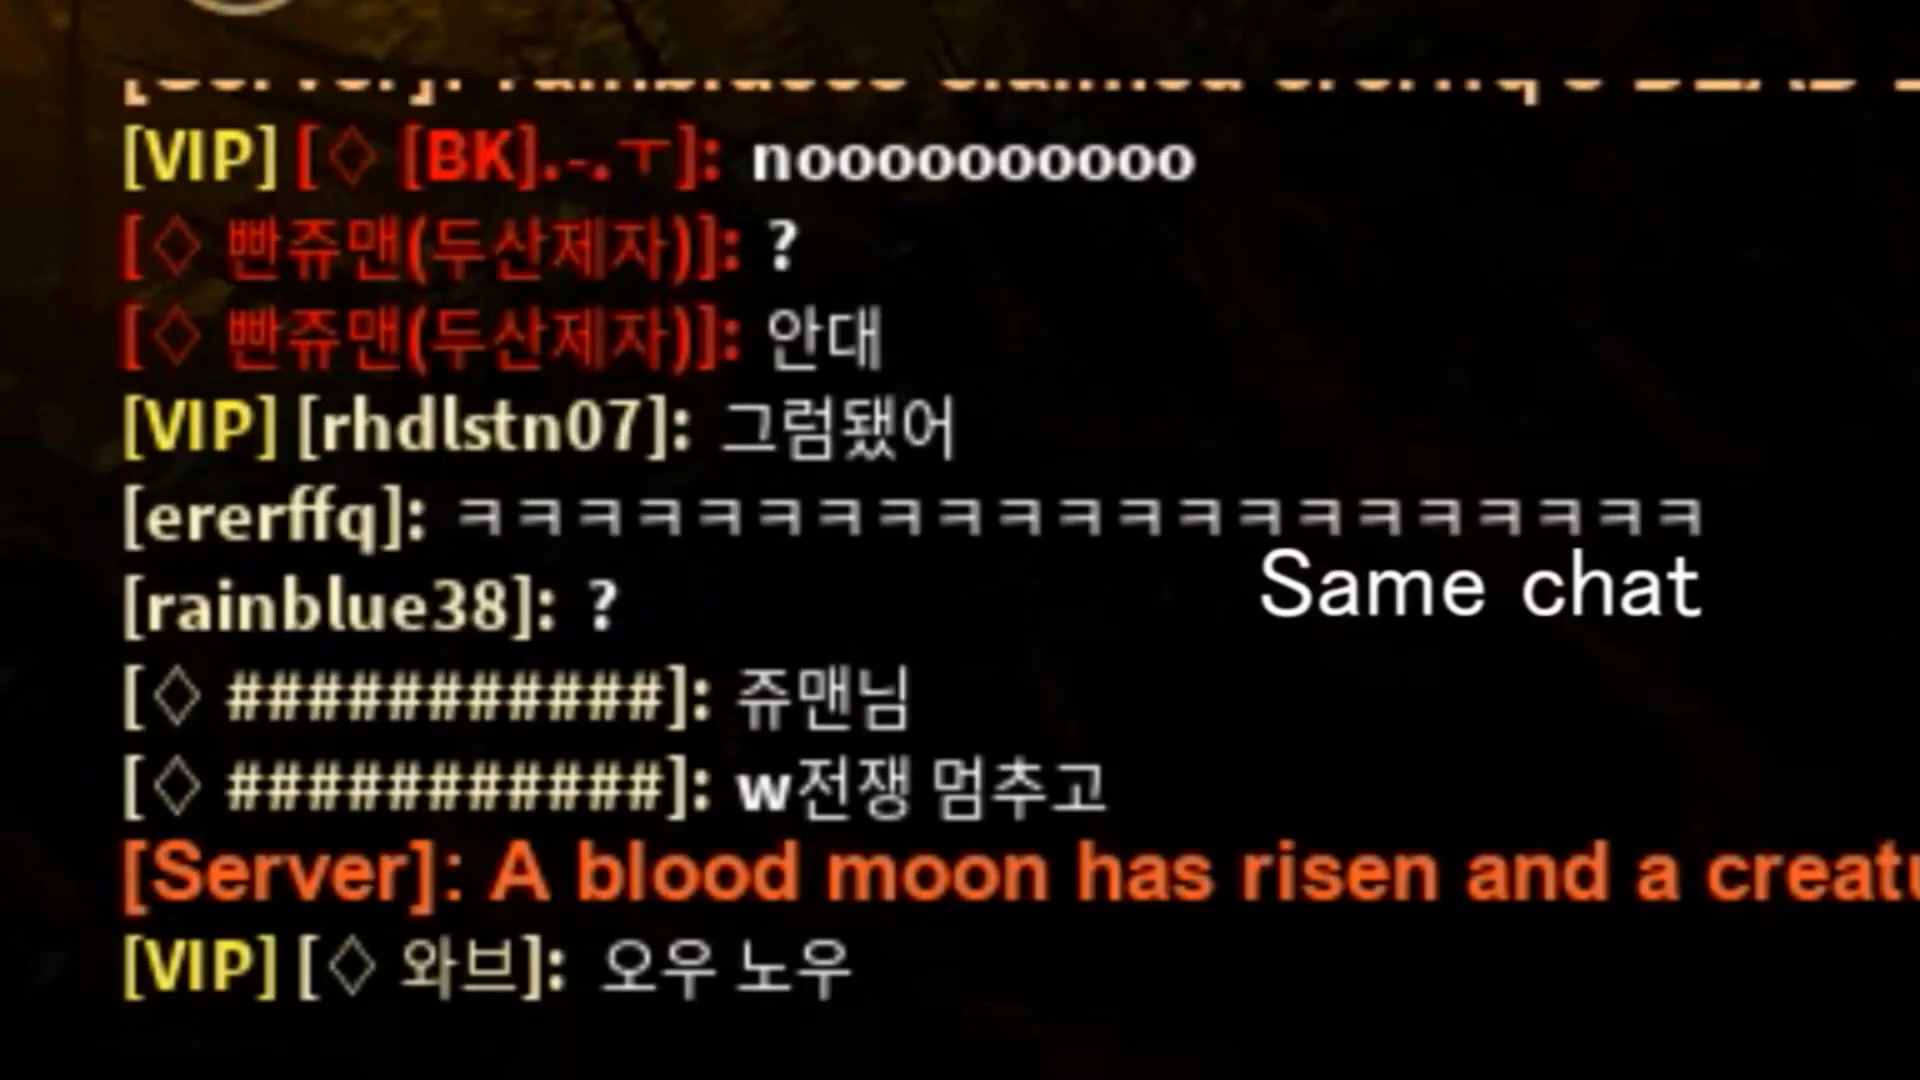 [VIP] [♢ [BK].-.ㅜ]: nooooooooooo
[♢ 빤쥬맨(두산제자)]: ?
[♢ 빤쥬맨(두산제자)]: 안대
[VIP] [rhdlstn07]: 그럼됐어
[ererffq]: ㅋㅋㅋㅋㅋㅋㅋㅋㅋㅋㅋㅋㅋㅋㅋㅋㅋㅋㅋㅋㅋ
Same chat
[rainblue38]: ?
[♢ ###########]: 쥬맨님
[♢ ###########]: w전쟁 멈추고
[Server]: A blood moon has risen and a creatu
[VIP] [♢ 와브]: 오우 노우